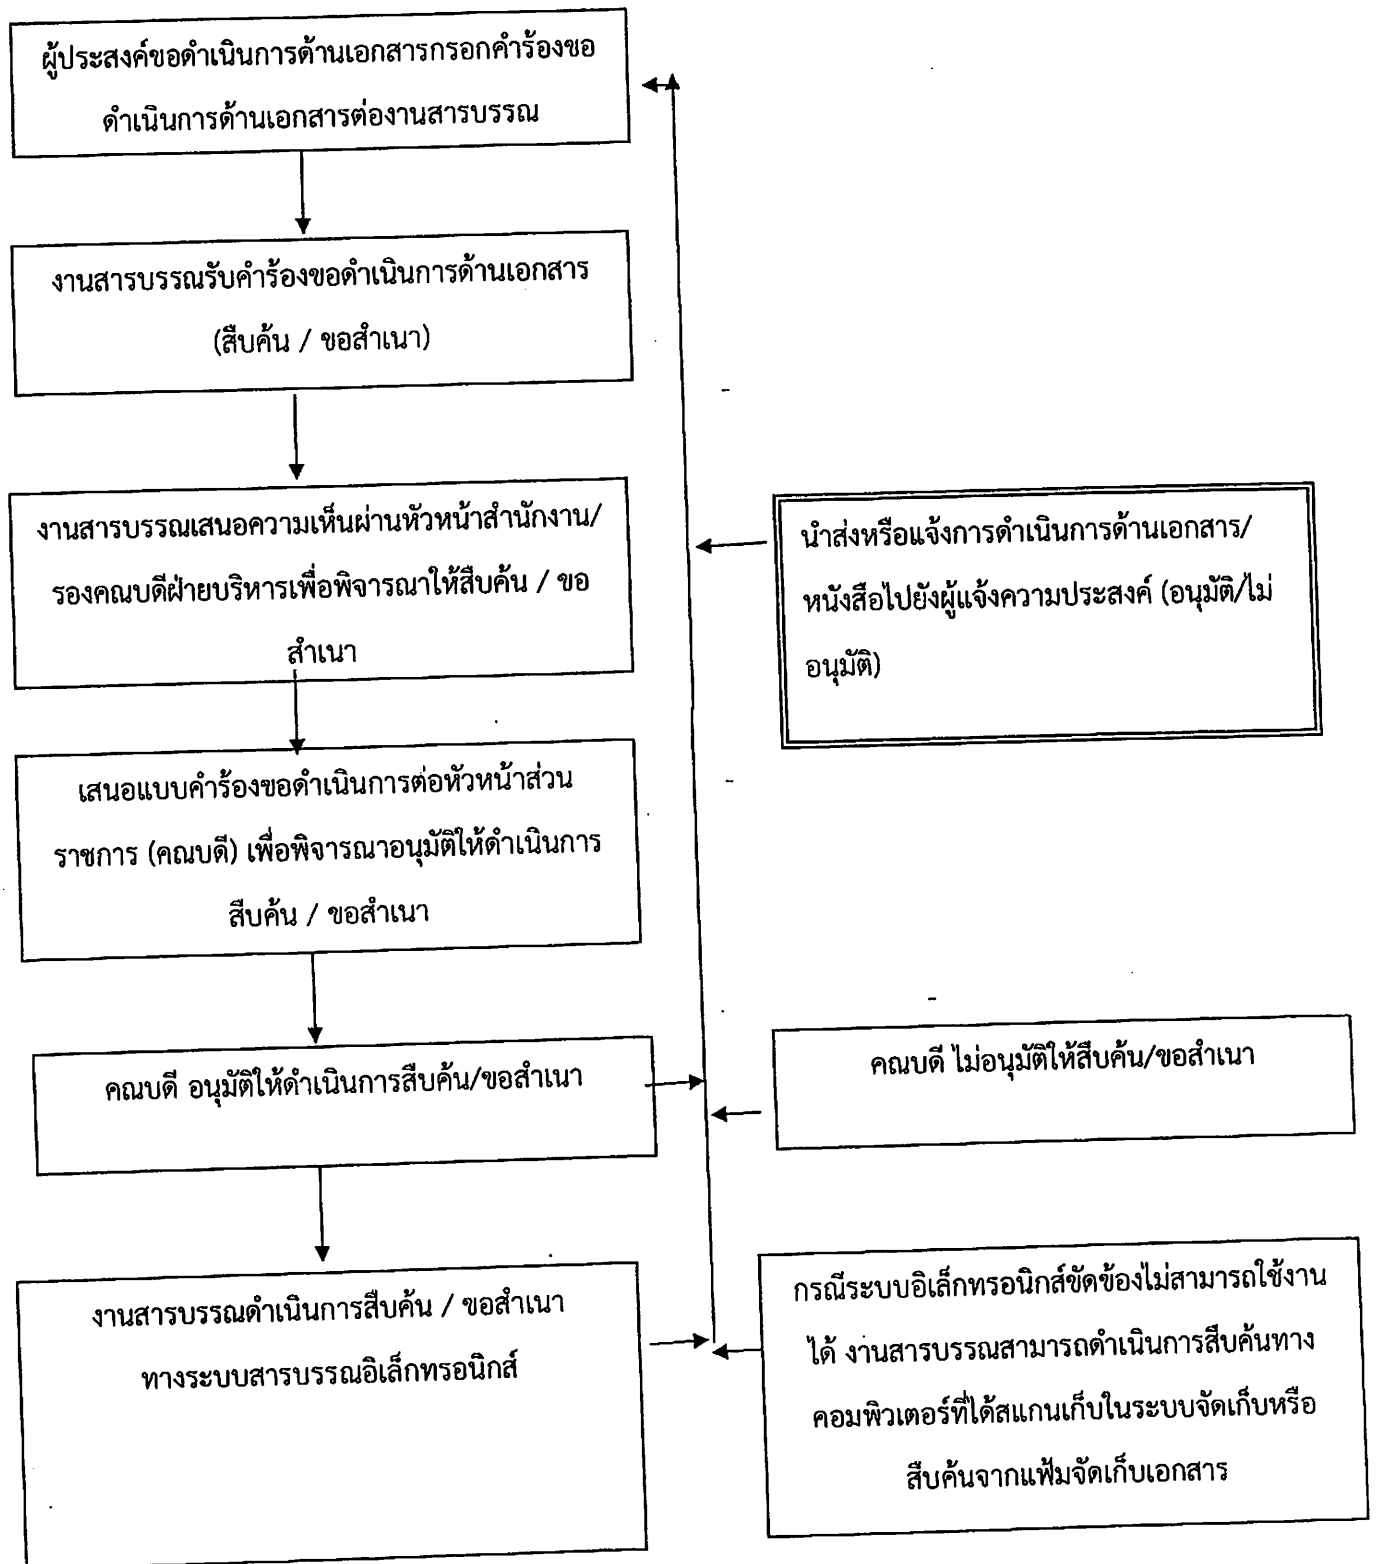 ผู้ประสงค์ขอดำเนินการด้านเอกสารกรอกคำร้องขอ
ดำเนินการด้านเอกสารต่องานสารบรรณ
งานสารบรรณรับคำร้องขอดำเนินการด้านเอกสาร
(สืบค้น / ขอสำเนา)
งานสารบรรณเสนอความเห็นผ่านหัวหน้าสำนักงาน/
รองคณบดีฝ่ายบริหารเพื่อพิจารณาให้สืบค้น / ขอ
สำเนา
นำส่งหรือแจ้งการดำเนินการด้านเอกสาร/
หนังสือไปยังผู้แจ้งความประสงค์ (อนุมัติ/ไม่
อนุมัติ)
เสนอแบบคำร้องขอดำเนินการต่อหัวหน้าส่วน
ราชการ (คณบดี) เพื่อพิจารณาอนุมัติให้ดำเนินการ
สืบค้น / ขอสำเนา
คณบดี อนุมัติให้ดำเนินการสืบค้น/ขอสำเนา
คณบดี ไม่อนุมัติให้สืบค้น/ขอสำเนา
งานสารบรรณดำเนินการสืบค้น / ขอสำเนา
ทางระบบสารบรรณอิเล็กทรอนิกส์
กรณีระบบอิเล็กทรอนิกส์ขัดข้องไม่สามารถใช้งาน
ได้ งานสารบรรณสามารถดำเนินการสืบค้นทาง
คอมพิวเตอร์ที่ได้สแกนเก็บในระบบจัดเก็บหรือ
สืบค้นจากแฟ้มจัดเก็บเอกสาร